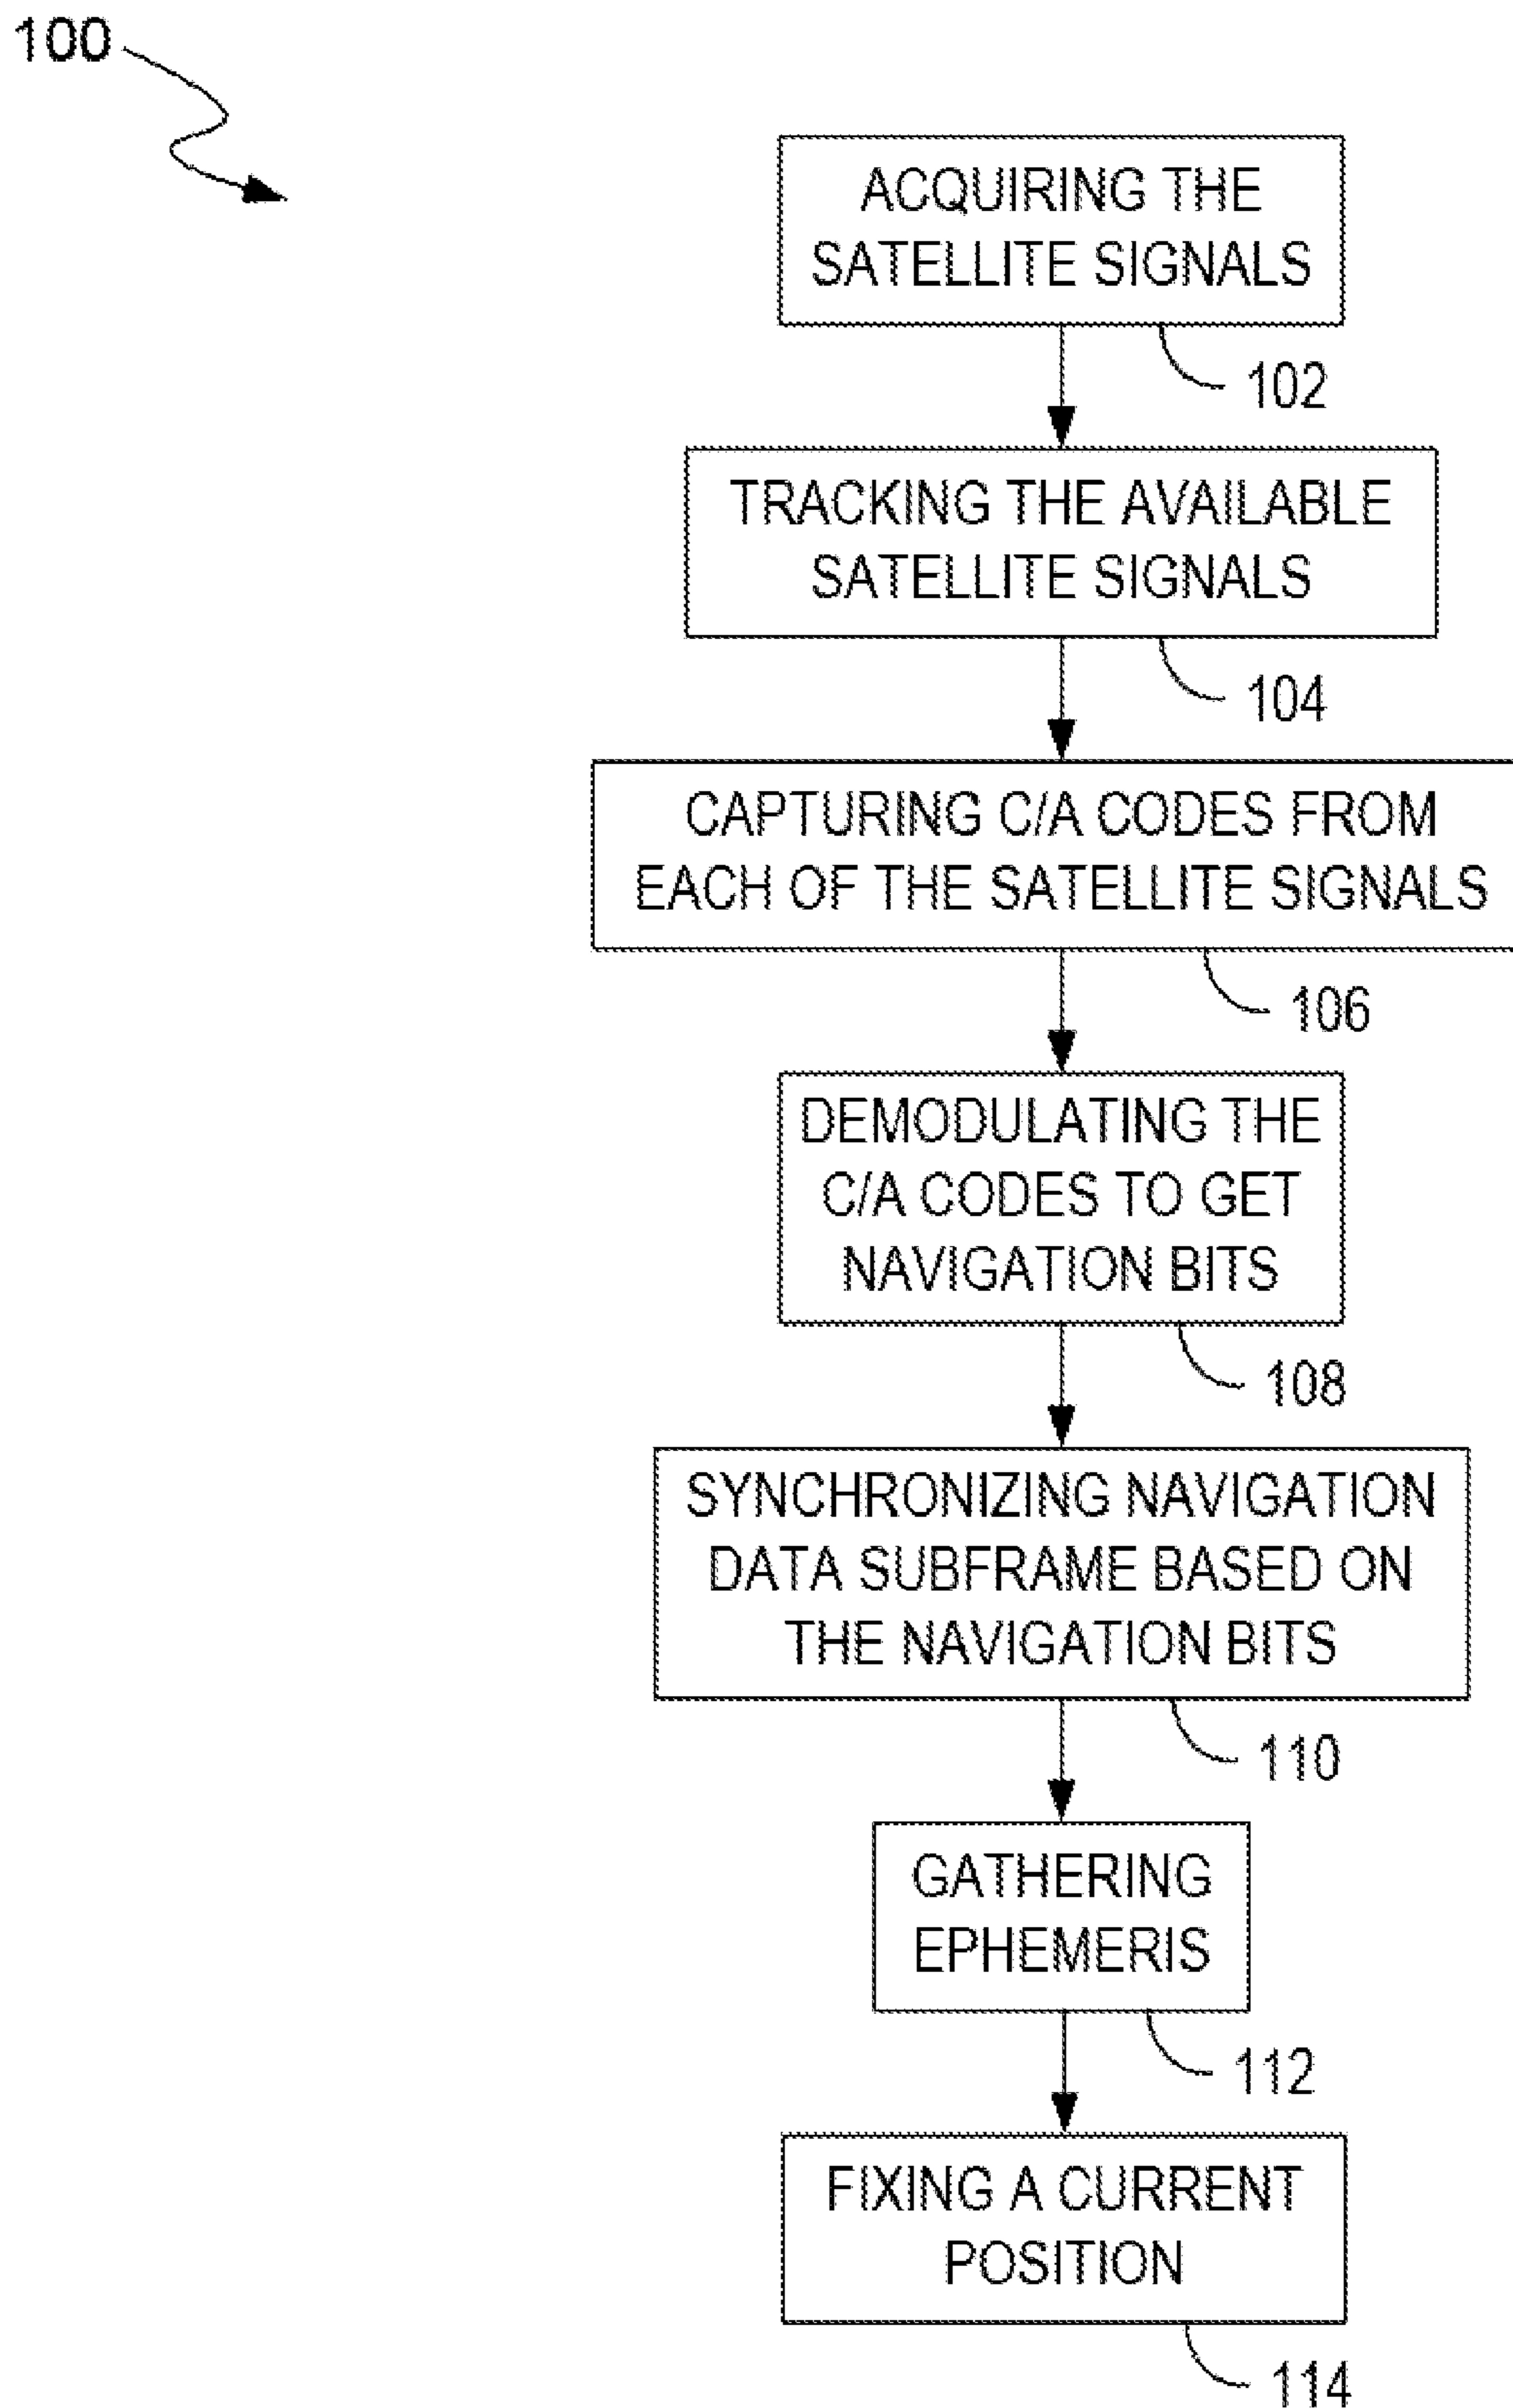 100
ACQUIRING THE
SATELLITE SIGNALS
102
TRACKING THE AVAILABLE
SATELLITE SIGNALS
104
CAPTURING C/A CODES FROM
EACH OF THE SATELLITE SIGNALS
106
DEMODULATING THE
C/A CODES TO GET
NAVIGATION BITS
108
SYNCHRONIZING NAVIGATION
DATA SUBFRAME BASED ON
THE NAVIGATION BITS
110
GATHERING
EPHEMERIS
112
FIXING A CURRENT
POSITION
114